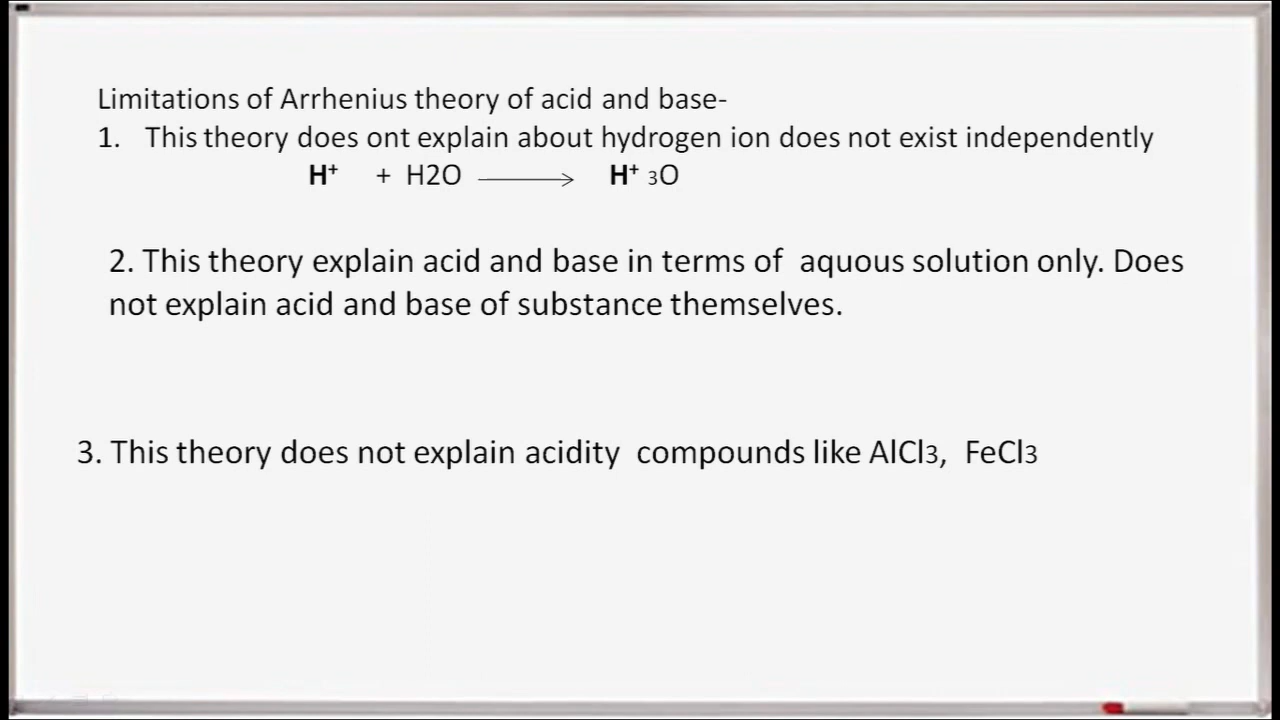 Limitations of Arrhenius theory of acid and base-
1. This theory does ont explain about hydrogen ion does not exist independently
H⁺ + H2O ⟶ H⁺ ₃O
2. This theory explain acid and base in terms of aquous solution only. Does
not explain acid and base of substance themselves.
3. This theory does not explain acidity compounds like AlCl3, FeCl3